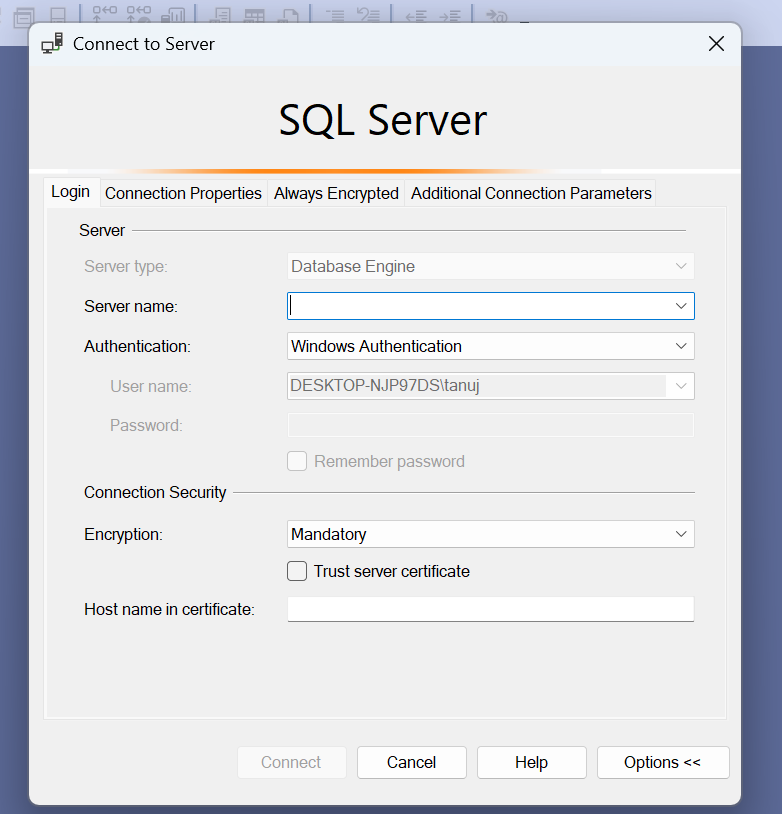 Connect to Server
SQL Server
Login Connection Properties Always Encrypted Additional Connection Parameters
Server
Server type: Database Engine
Server name:
Authentication: Windows Authentication
User name: DESKTOP-NJP97DS\tanuj
Password:
Remember password
Connection Security
Encryption: Mandatory
Trust server certificate
Host name in certificate:
Connect Cancel Help Options <<